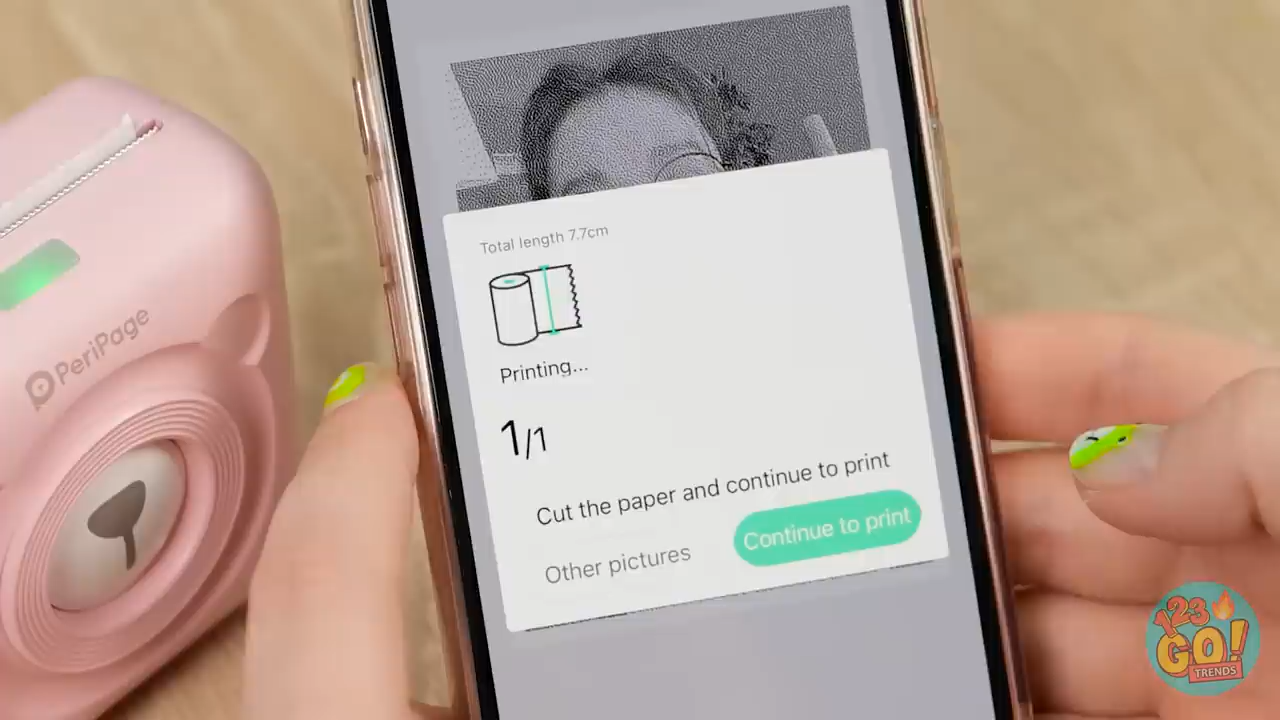 Total length 7.7cm
Printing...
1/1
Cut the paper and continue to print
Other pictures
Continue to print
PeriPage
123
GO!
TRENDS